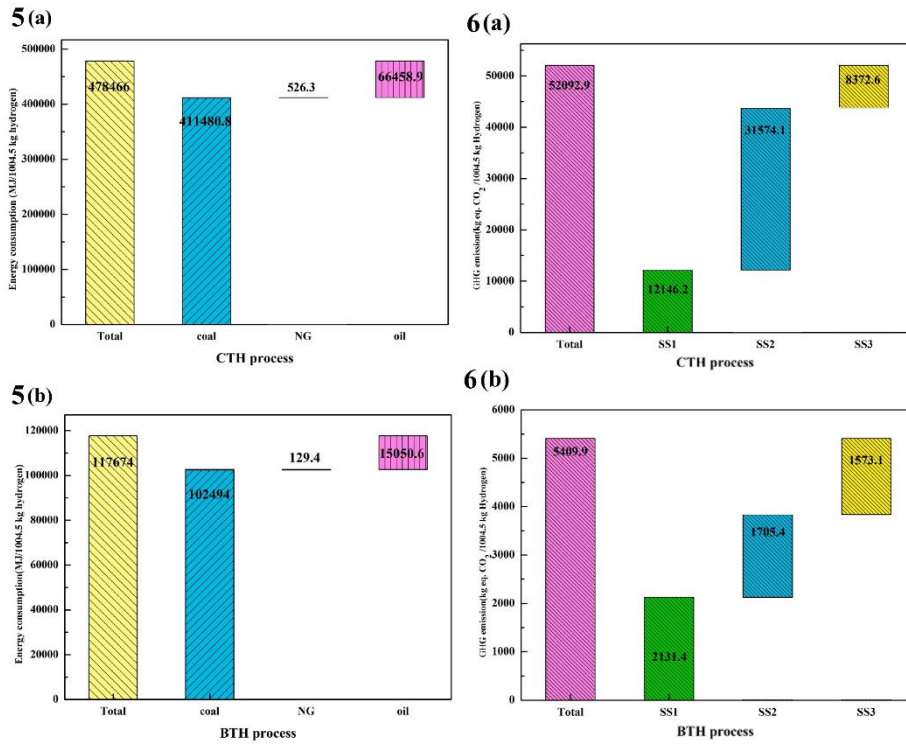 5(a)
Energy consumption (MJ/1004.5 kg hydrogen)
500000
400000
300000
200000
100000
0
478466
411480.8
526.3
66458.9
Total coal NG oil
CTH process
6(a)
GHG emission(kg eq. CO2 /1004.5 kg Hydrogen)
50000
40000
30000
20000
10000
0
52092.9
12146.2
31574.1
8372.6
Total SS1 SS2 SS3
CTH process
5(b)
Energy consumption(MJ/1004.5 kg hydrogen)
120000
100000
80000
60000
40000
20000
0
117674
102494
129.4
15050.6
Total coal NG oil
BTH process
6(b)
GHG emission(kg eq. CO2 /1004.5 kg Hydrogen)
6000
5000
4000
3000
2000
1000
0
5409.9
2131.4
1705.4
1573.1
Total SS1 SS2 SS3
BTH process